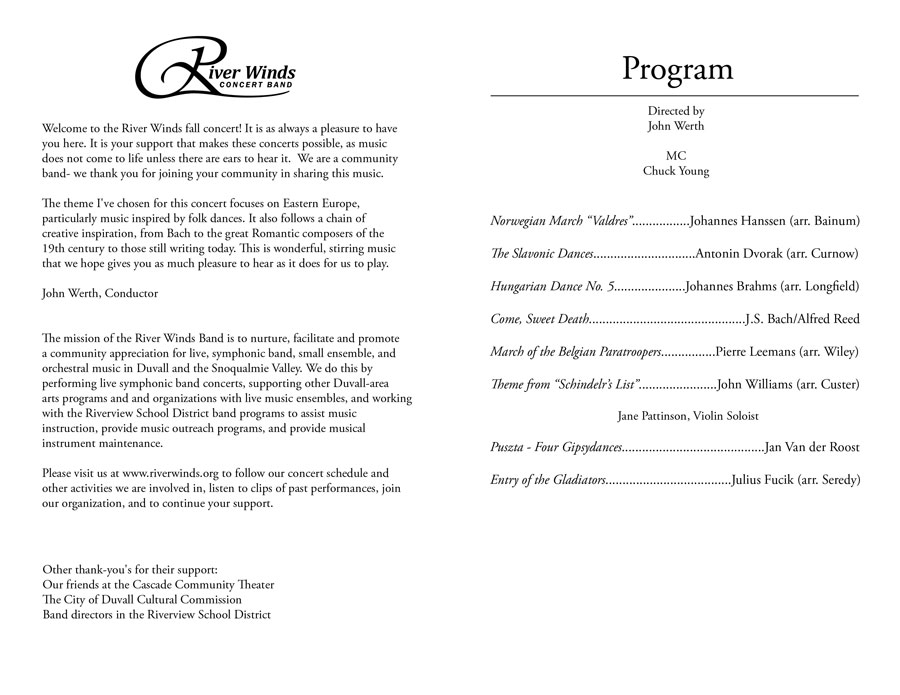 River Winds
CONCERT BAND
Welcome to the River Winds fall concert! It is as always a pleasure to have
you here. It is your support that makes these concerts possible, as music
does not come to life unless there are ears to hear it.  We are a community
band- we thank you for joining your community in sharing this music.
The theme I've chosen for this concert focuses on Eastern Europe,
particularly music inspired by folk dances. It also follows a chain of
creative inspiration, from Bach to the great Romantic composers of the
19th century to those still writing today. This is wonderful, stirring music
that we hope gives you as much pleasure to hear as it does for us to play.
John Werth, Conductor
The mission of the River Winds Band is to nurture, facilitate and promote
a community appreciation for live, symphonic band, small ensemble, and
orchestral music in Duvall and the Snoqualmie Valley. We do this by
performing live symphonic band concerts, supporting other Duvall-area
arts programs and and organizations with live music ensembles, and working
with the Riverview School District band programs to assist music
instruction, provide music outreach programs, and provide musical
instrument maintenance.
Please visit us at www.riverwinds.org to follow our concert schedule and
other activities we are involved in, listen to clips of past performances, join
our organization, and to continue your support.
Other thank-you's for their support:
Our friends at the Cascade Community Theater
The City of Duvall Cultural Commission
Band directors in the Riverview School District
Program
Directed by
John Werth
MC
Chuck Young
Norwegian March “Valdres”.................Johannes Hanssen (arr. Bainum)
The Slavonic Dances..............................Antonin Dvorak (arr. Curnow)
Hungarian Dance No. 5.....................Johannes Brahms (arr. Longfield)
Come, Sweet Death..............................................J.S. Bach/Alfred Reed
March of the Belgian Paratroopers................Pierre Leemans (arr. Wiley)
Theme from “Schindelr’s List”.......................John Williams (arr. Custer)
Jane Pattinson, Violin Soloist
Puszta - Four Gipsydances..........................................Jan Van der Roost
Entry of the Gladiators.....................................Julius Fucik (arr. Seredy)